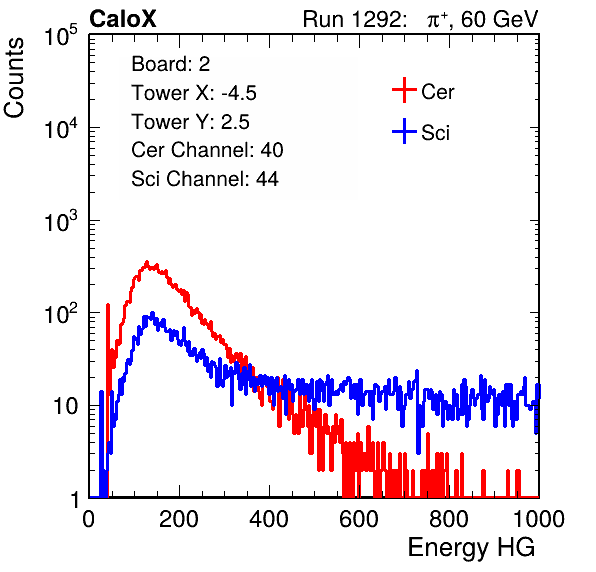 CaloX Run 1292: π⁺, 60 GeV
Counts
10⁵
10⁴
10³
10²
10
1
Board: 2
Tower X: -4.5
Tower Y: 2.5
Cer Channel: 40
Sci Channel: 44
Cer
Sci
0 200 400 600 800 1000
Energy HG